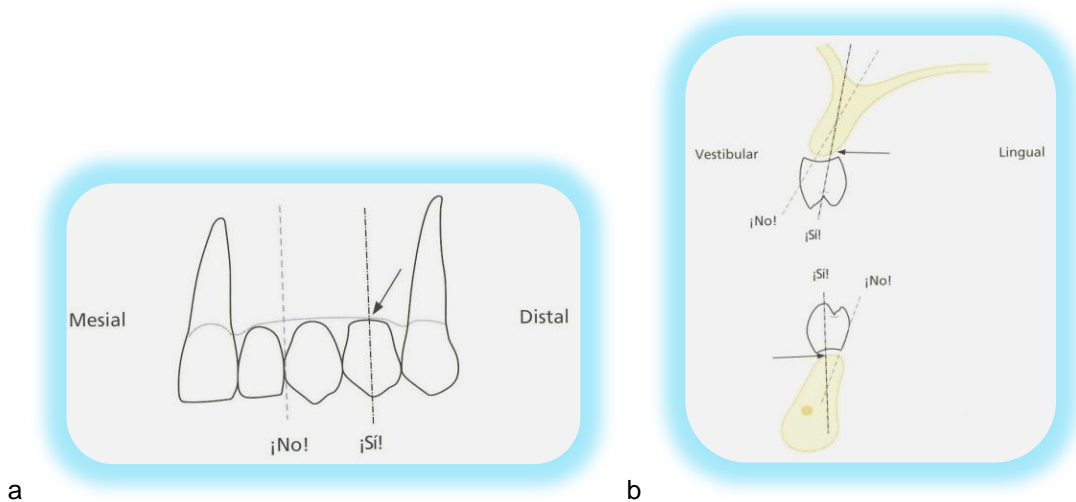 Mesial
Distal
¡No!
¡Sí!
a
Vestibular
Lingual
¡No!
¡Sí!
¡Sí!
¡No!
b